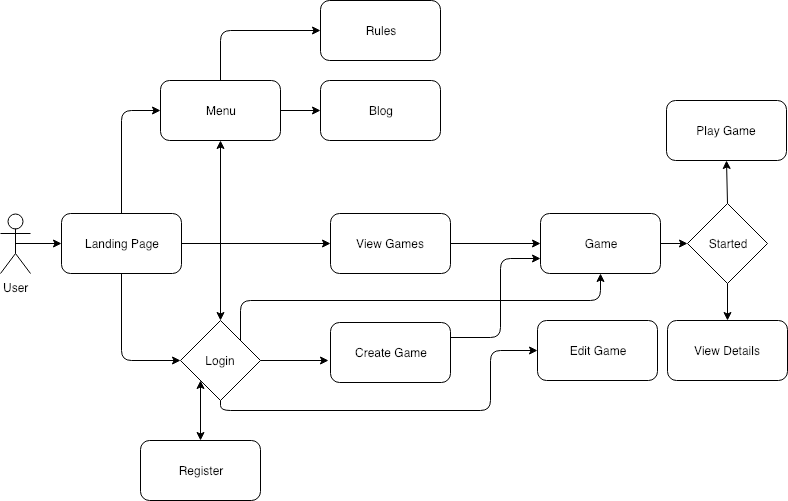 Rules
Menu
Blog
Play Game
Landing Page
View Games
Game
Started
User
Login
Create Game
Edit Game
View Details
Register